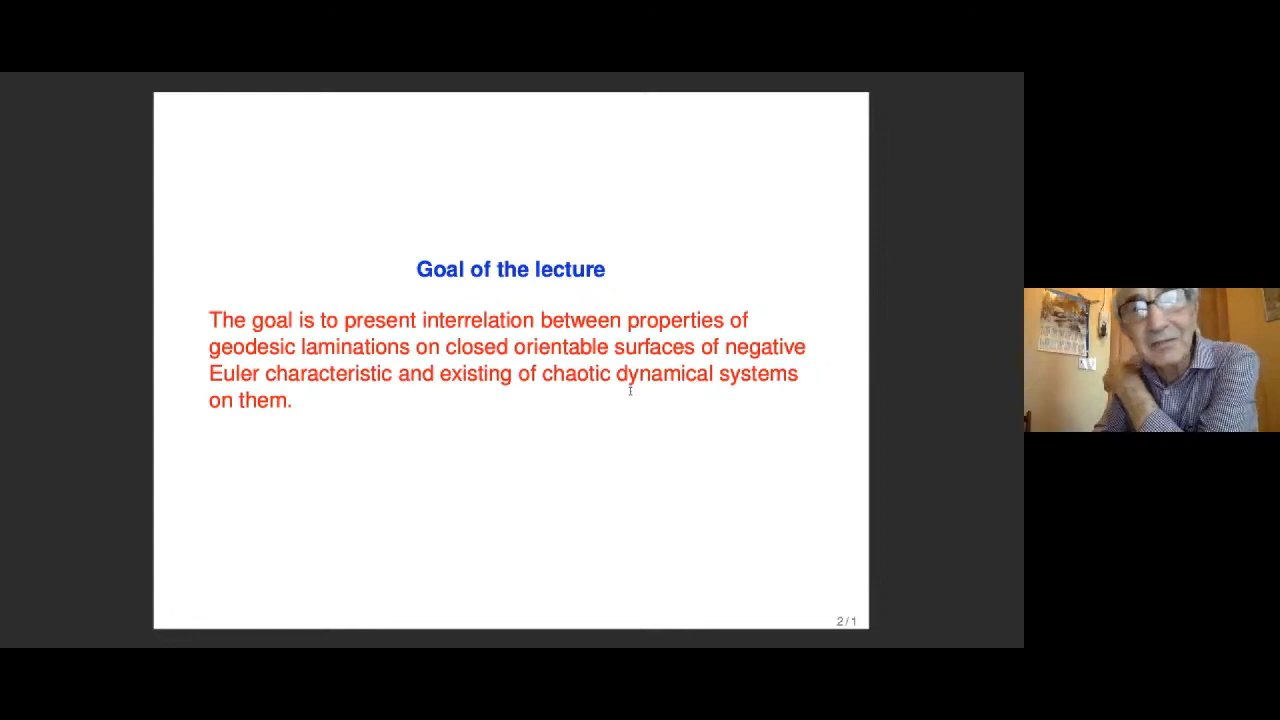 Goal of the lecture
The goal is to present interrelation between properties of
geodesic laminations on closed orientable surfaces of negative
Euler characteristic and existing of chaotic dynamical systems
on them.
2 / 1